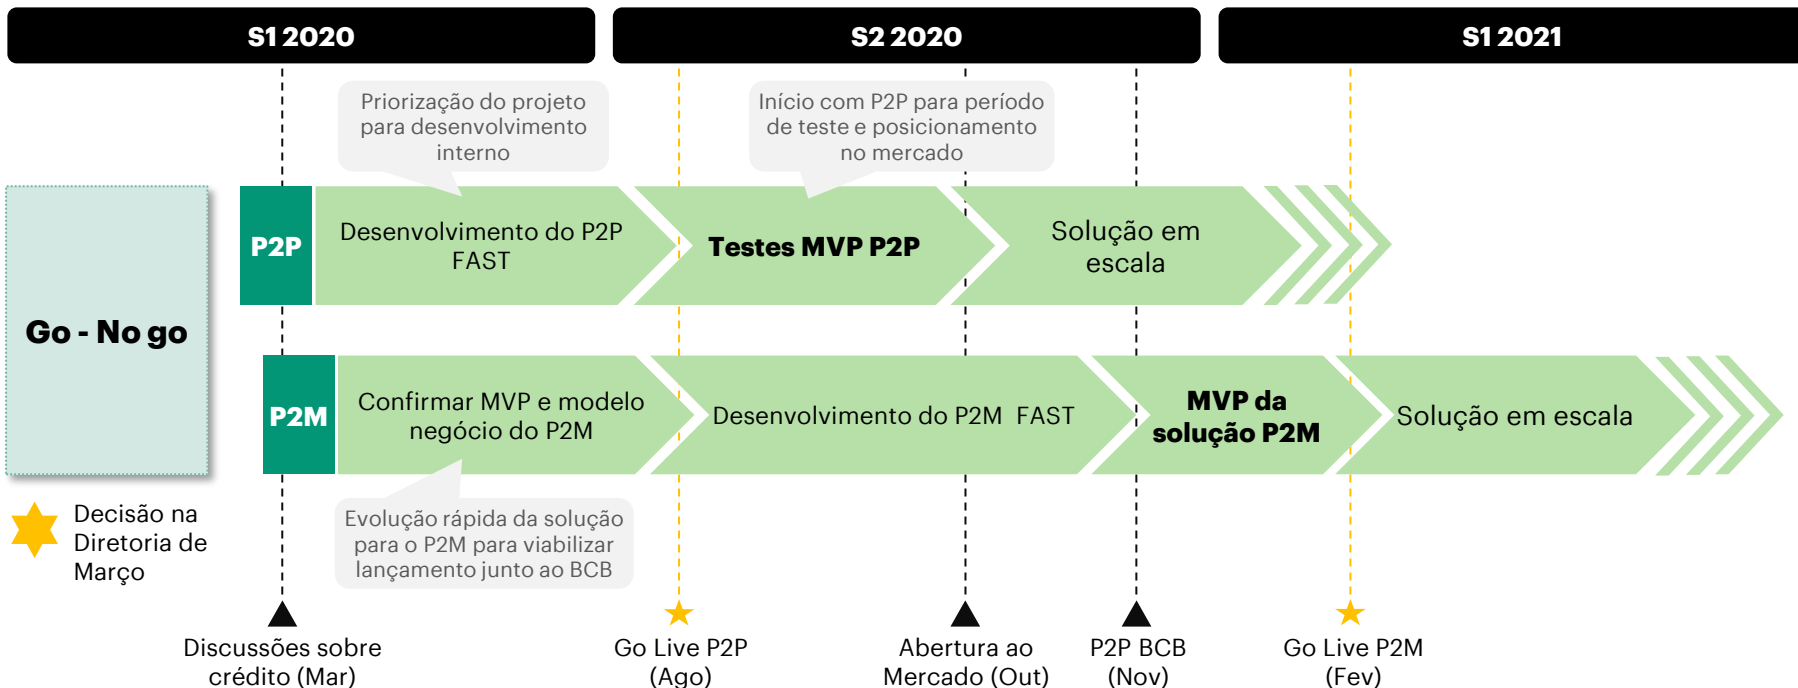 S1 2020
S2 2020
S1 2021
Priorização do projeto
para desenvolvimento
interno
Início com P2P para período
de teste e posicionamento
no mercado
Go - No go
P2P
Desenvolvimento do P2P
FAST
Testes MVP P2P
Solução em
escala
P2M
Confirmar MVP e modelo
negócio do P2M
Desenvolvimento do P2M FAST
MVP da
solução P2M
Solução em escala
Decisão na
Diretoria de
Março
Evolução rápida da solução
para o P2M para viabilizar
lançamento junto ao BCB
Discussões sobre
crédito (Mar)
Go Live P2P
(Ago)
Abertura ao
Mercado (Out)
P2P BCB
(Nov)
Go Live P2M
(Fev)